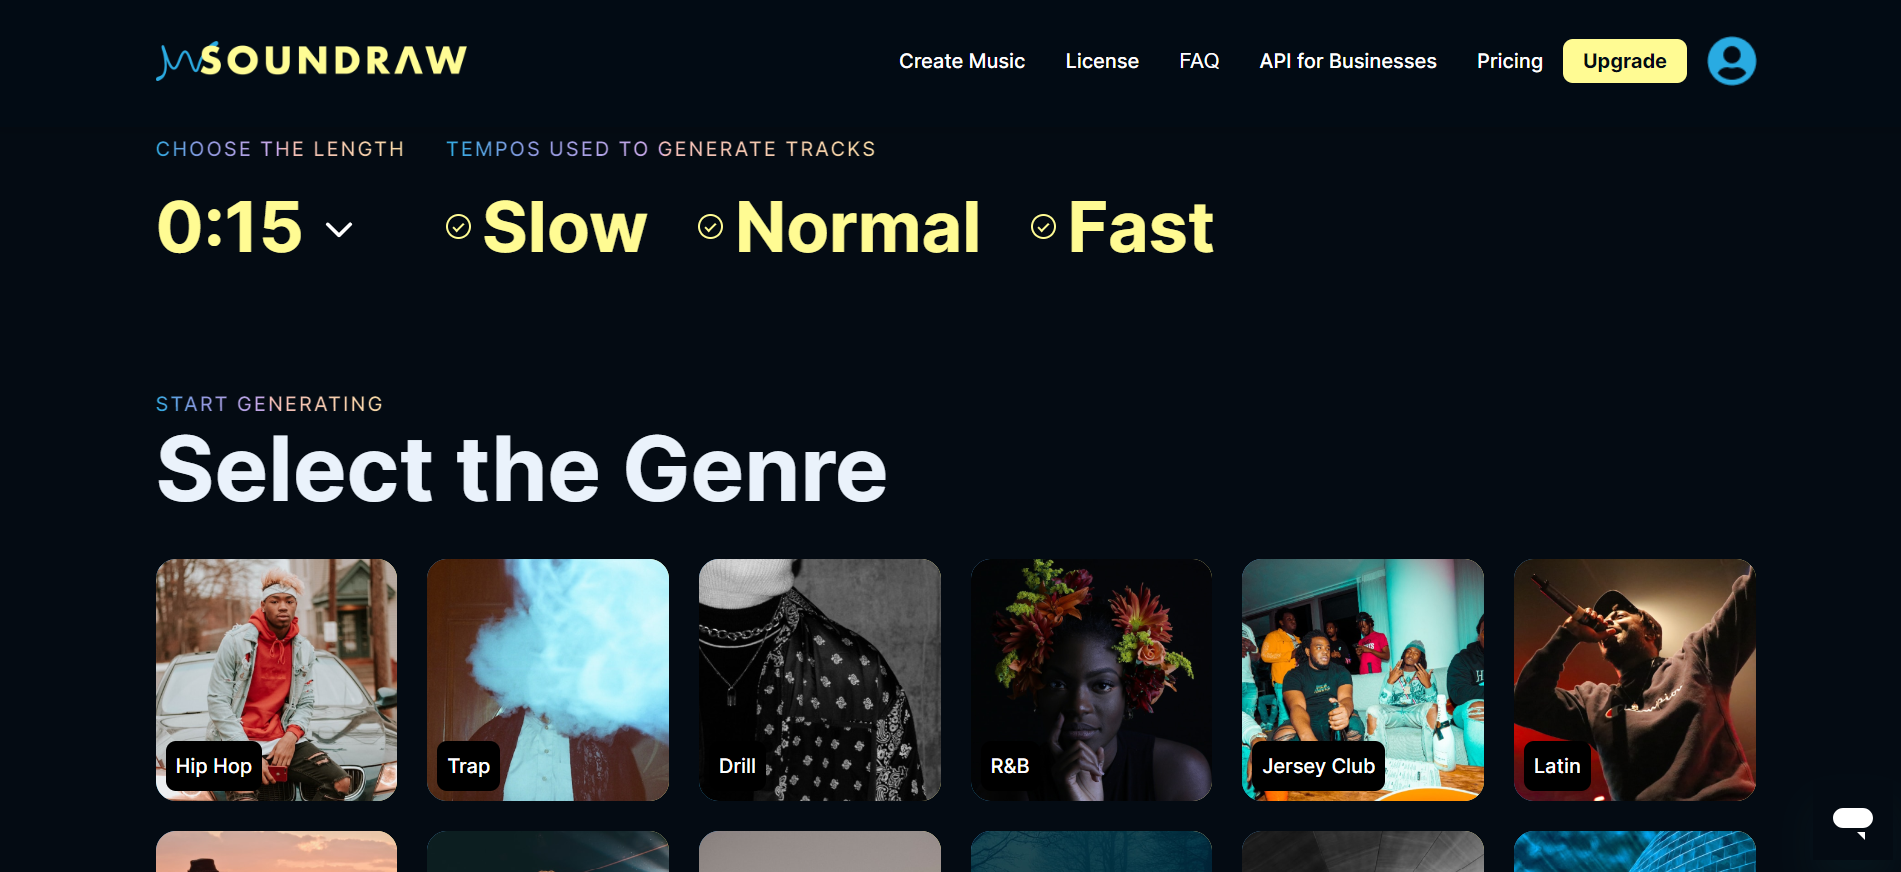 SOUNDRAW
Create Music
License
FAQ
API for Businesses
Pricing
Upgrade
CHOOSE THE LENGTH
TEMPOS USED TO GENERATE TRACKS
0:15
Slow
Normal
Fast
START GENERATING
Select the Genre
Hip Hop
Trap
Drill
R&B
Jersey Club
Latin